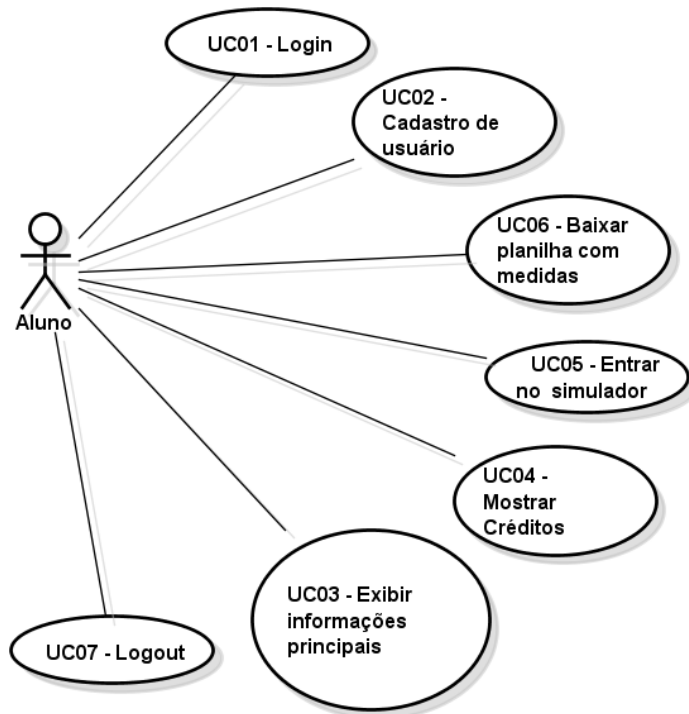 UC01 - Login
UC02 -
Cadastro de
usuário
UC06 - Baixar
planilha com
medidas
Aluno
UC05 - Entrar
no simulador
UC04 -
Mostrar
Créditos
UC03 - Exibir
informações
principais
UC07 - Logout